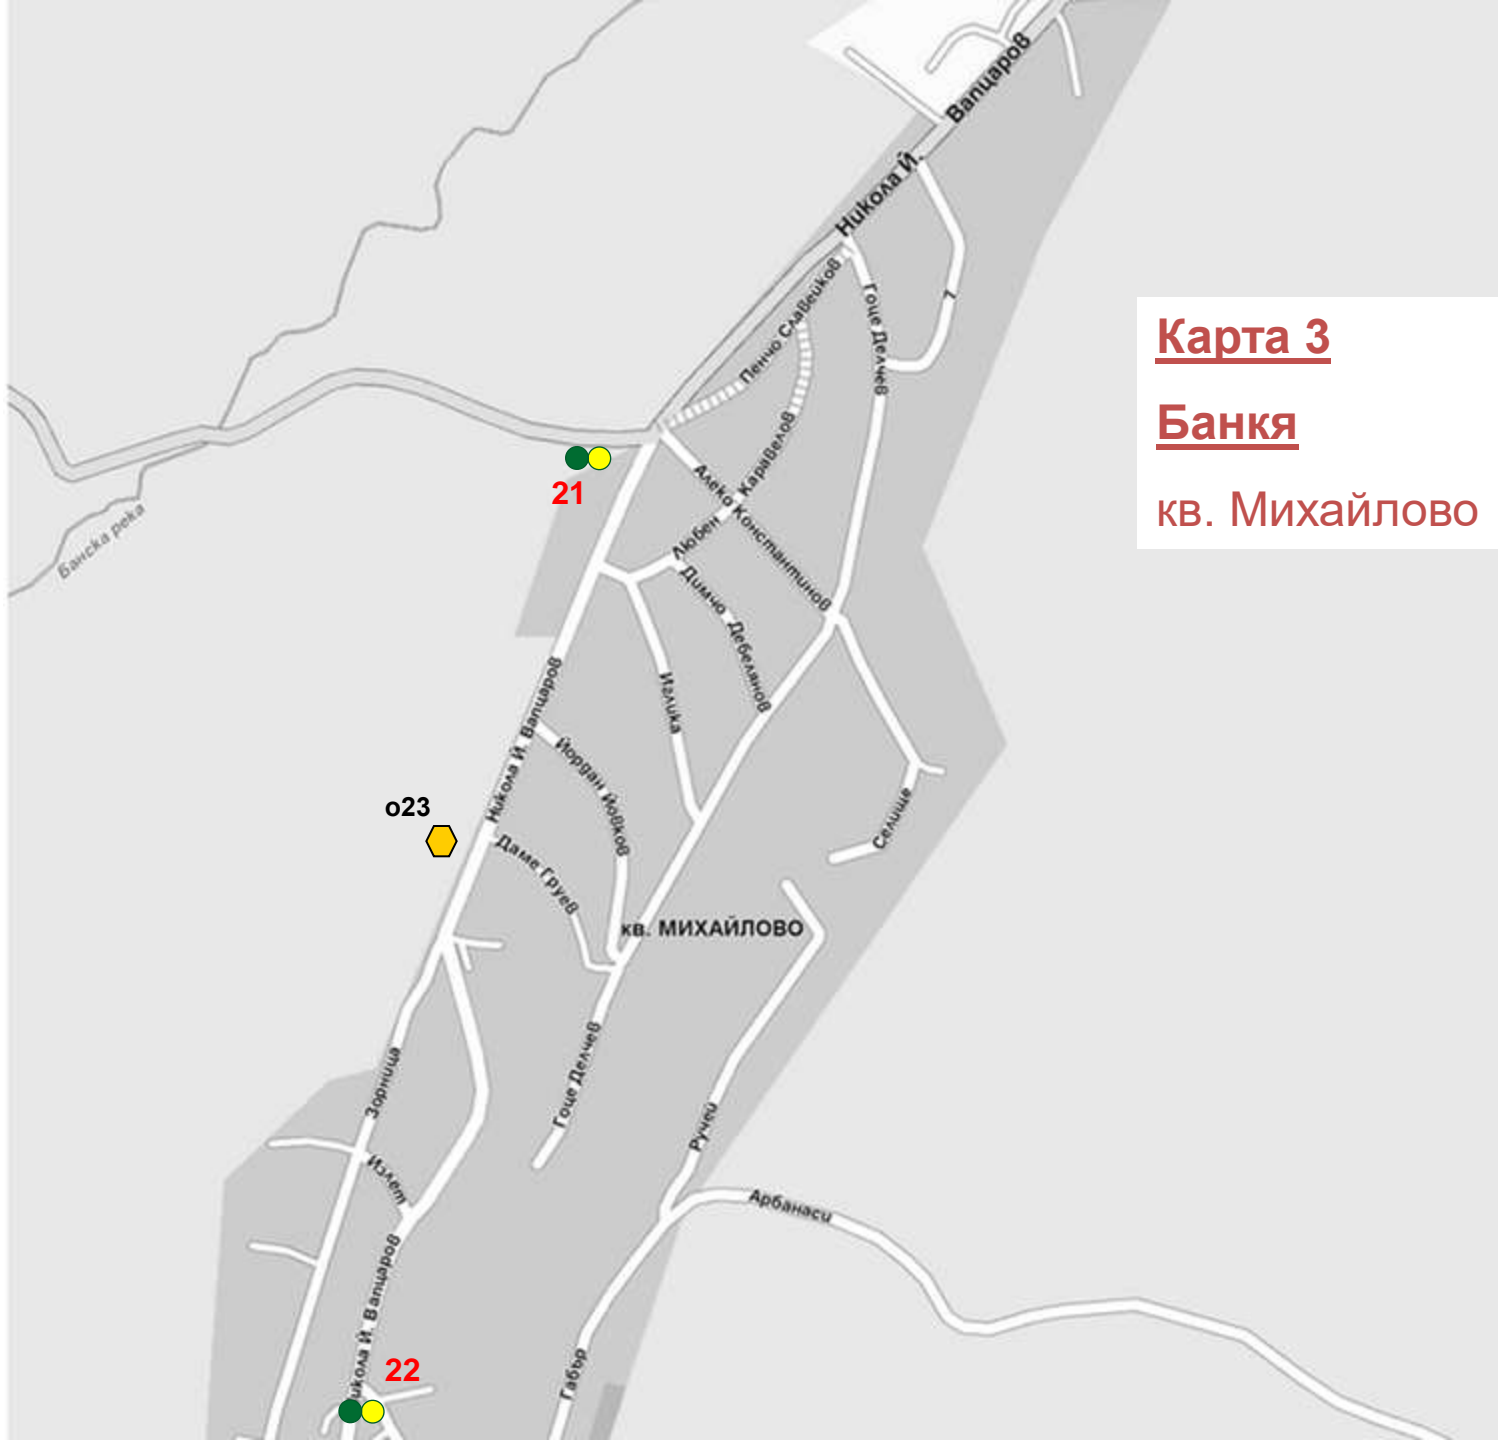 Вапцаров
Никола Й.
Пенчо Славейков
Гоце Делчев
7
Карта 3
Банкя
кв. Михайлово
21
Банска река
Алеко Константинов
Любен Каравелов
Димчо Дебелянов
Иглика
Никола Й. Вапцаров
Йордан Йовков
о23
Даме Груев
Селище
кв. МИХАЙЛОВО
Зорница
Гоце Делчев
Ручей
Излет
Арбанаси
икола Й. Вапцаров
22
Габър